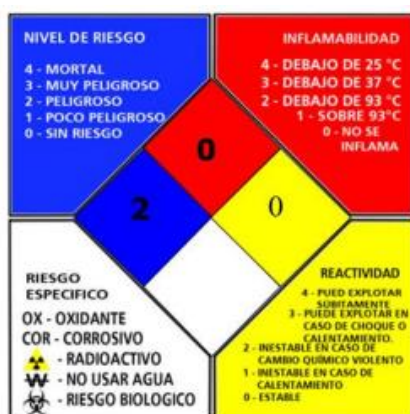 NIVEL DE RIESGO
4 - MORTAL
3 - MUY PELIGROSO
2 - PELIGROSO
1 - POCO PELIGROSO
0 - SIN RIESGO
INFLAMABILIDAD
4 - DEBAJO DE 25 °C
3 - DEBAJO DE 37 °C
2 - DEBAJO DE 93 °C
1 - SOBRE 93°C
0 - NO SE
INFLAMA
0
2
0
RIESGO
ESPECIFICO
OX - OXIDANTE
COR - CORROSIVO
- RADIOACTIVO
W - NO USAR AGUA
- RIESGO BIOLOGICO
REACTIVIDAD
4 - PUED EXPLOTAR
SÚBITAMENTE
3 - PUEDE EXPLOTAR EN
CASO DE CHOQUE O
CALENTAMIENTO.
2 - INESTABLE EN CASO DE
CAMBIO QUÍMICO VIOLENTO
1 - INESTABLE EN CASO DE
CALENTAMIENTO
0 - ESTABLE